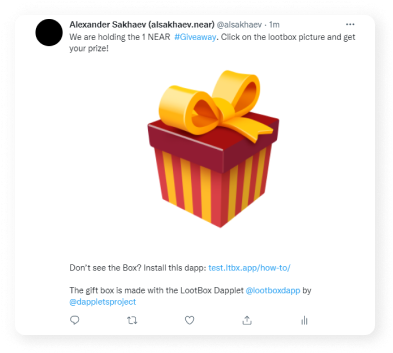 Alexander Sakhaev (alsakhaev.near) @alsakhaev · 1m
We are holding the 1 NEAR #Giveaway. Click on the lootbox picture and get
your prize!
Don't see the Box? Install this dapp: test.ltbx.app/how-to/
The gift box is made with the LootBox Dapplet @lootboxdapp by
@dappletsproject